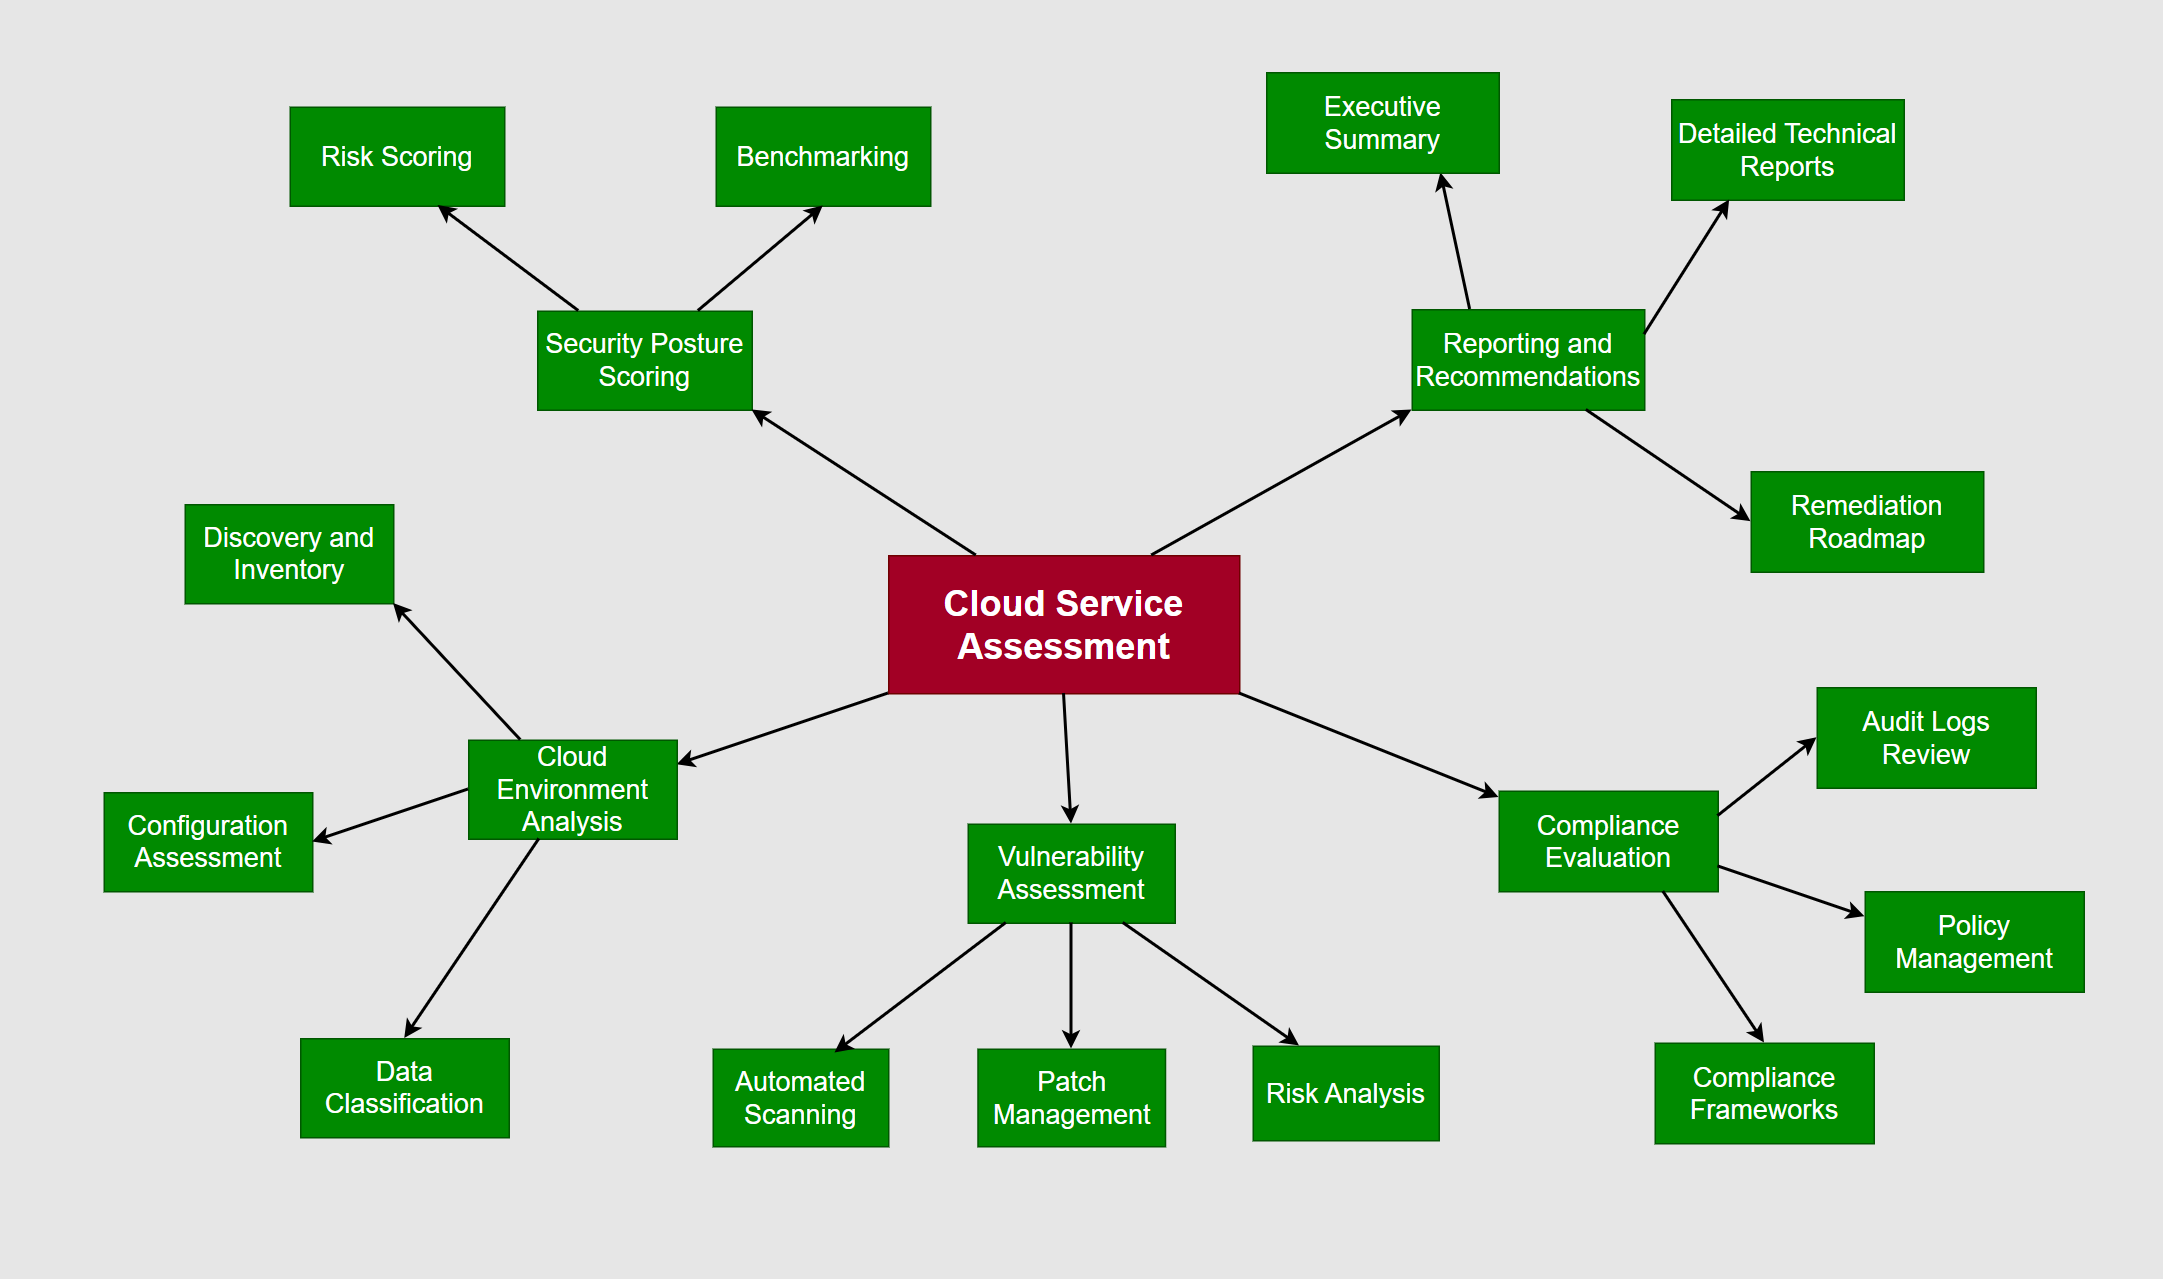 Executive
Summary
Risk Scoring
Benchmarking
Detailed Technical
Reports
Security Posture
Scoring
Reporting and
Recommendations
Discovery and
Inventory
Remediation
Roadmap
Cloud Service
Assessment
Audit Logs
Review
Cloud
Environment
Analysis
Configuration
Assessment
Vulnerability
Assessment
Compliance
Evaluation
Policy
Management
Data
Classification
Automated
Scanning
Patch
Management
Risk Analysis
Compliance
Frameworks